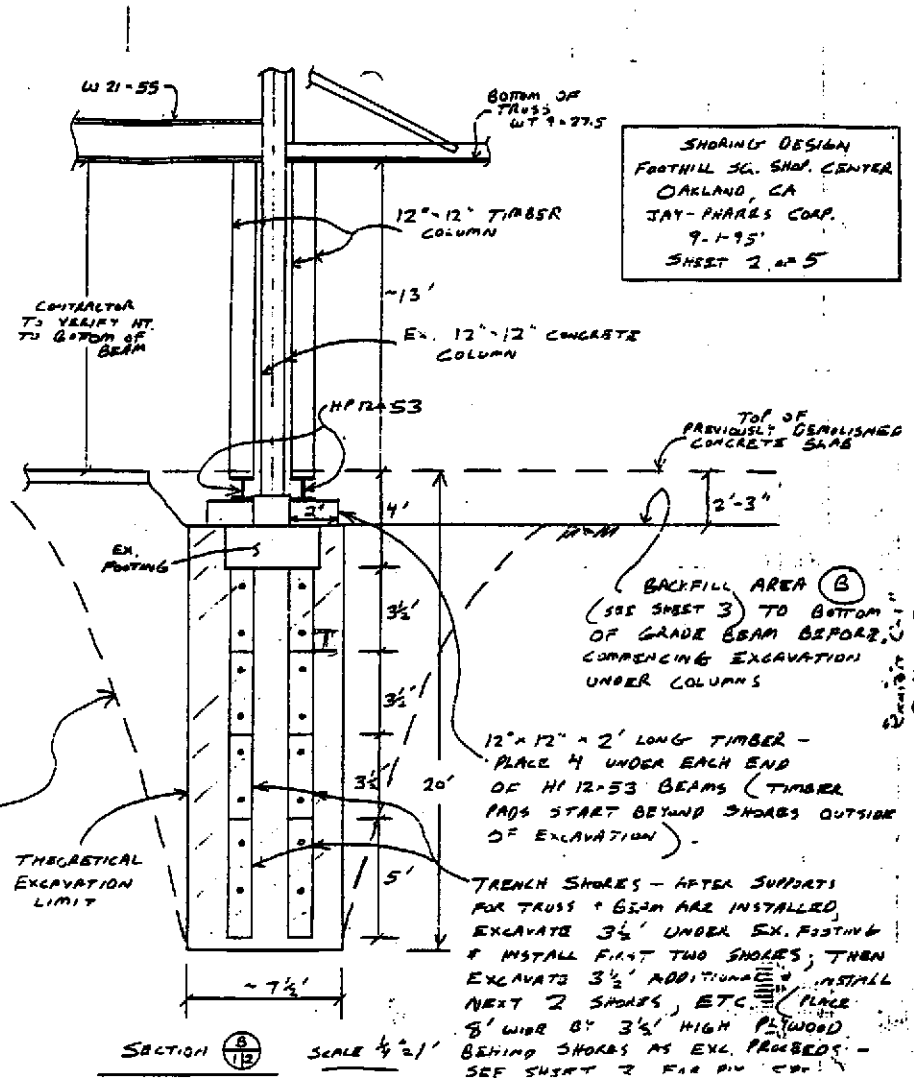 W 21-55
BOTTOM OF
TRUSS
WT 9x27.5
SHORING DESIGN
FOOTHILL SQ. SHOP. CENTER
OAKLAND, CA
JAY-PHARES CORP.
9-1-95
SHEET 2 OF 5
12"x12" TIMBER
COLUMN
~13'
CONTRACTOR
TO VERIFY HT.
TO BOTTOM OF
BEAM
EX. 12"x12" CONCRETE
COLUMN
HP 12x53
TOP OF
PREVIOUSLY DEMOLISHED
CONCRETE SLAB
2'
4'
2'-3"
EX.
FOOTING
BACKFILL AREA B
(SEE SHEET 3) TO BOTTOM
OF GRADE BEAM BEFORE
COMMENCING EXCAVATION
UNDER COLUMNS
3½'
3½'
3½'
20'
5'
12"x12"x2' LONG TIMBER -
PLACE 4 UNDER EACH END
OF HP 12x53 BEAMS (TIMBER
PADS START BEYOND SHORES OUTSIDE
OF EXCAVATION)
THEORETICAL
EXCAVATION
LIMIT
TRENCH SHORES - AFTER SUPPORTS
FOR TRUSS + BEAM ARE INSTALLED,
EXCAVATE 3½' UNDER EX. FOOTING
& INSTALL FIRST TWO SHORES, THEN
EXCAVATE 3½' ADDITIONAL & INSTALL
NEXT 2 SHORES, ETC. (PLACE
8' WIDE BY 3½' HIGH PLYWOOD
BEHIND SHORES AS EXC. PROCEEDS -
SEE SHEET 3 FOR
~7½'
SECTION B
1|2
SCALE ¼"=1'